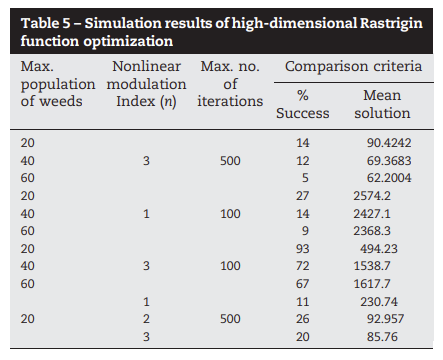 Table 5 – Simulation results of high-dimensional Rastrigin
function optimization
Max. Nonlinear Max. no. Comparison criteria
population modulation of
of weeds Index (n) iterations % Mean
Success solution
20 14 90.4242
40 3 500 12 69.3683
60 5 62.2004
20 27 2574.2
40 1 100 14 2427.1
60 9 2368.3
20 93 494.23
40 3 100 72 1538.7
60 67 1617.7
1 11 230.74
20 2 500 26 92.957
3 20 85.76